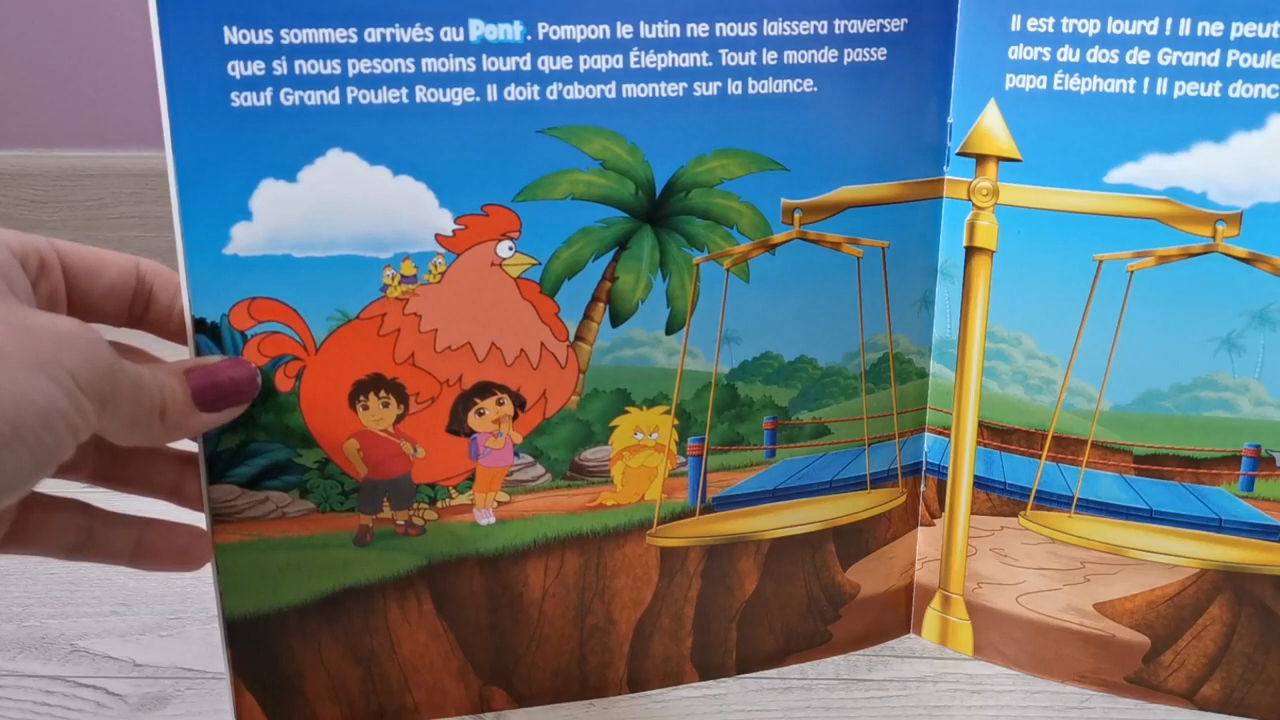 Nous sommes arrivés au Pont. Pompon le lutin ne nous laissera traverser
que si nous pesons moins lourd que papa Éléphant. Tout le monde passe
sauf Grand Poulet Rouge. Il doit d'abord monter sur la balance.
Il est trop lourd ! Il ne peut
alors du dos de Grand Poule
papa Éléphant ! Il peut donc